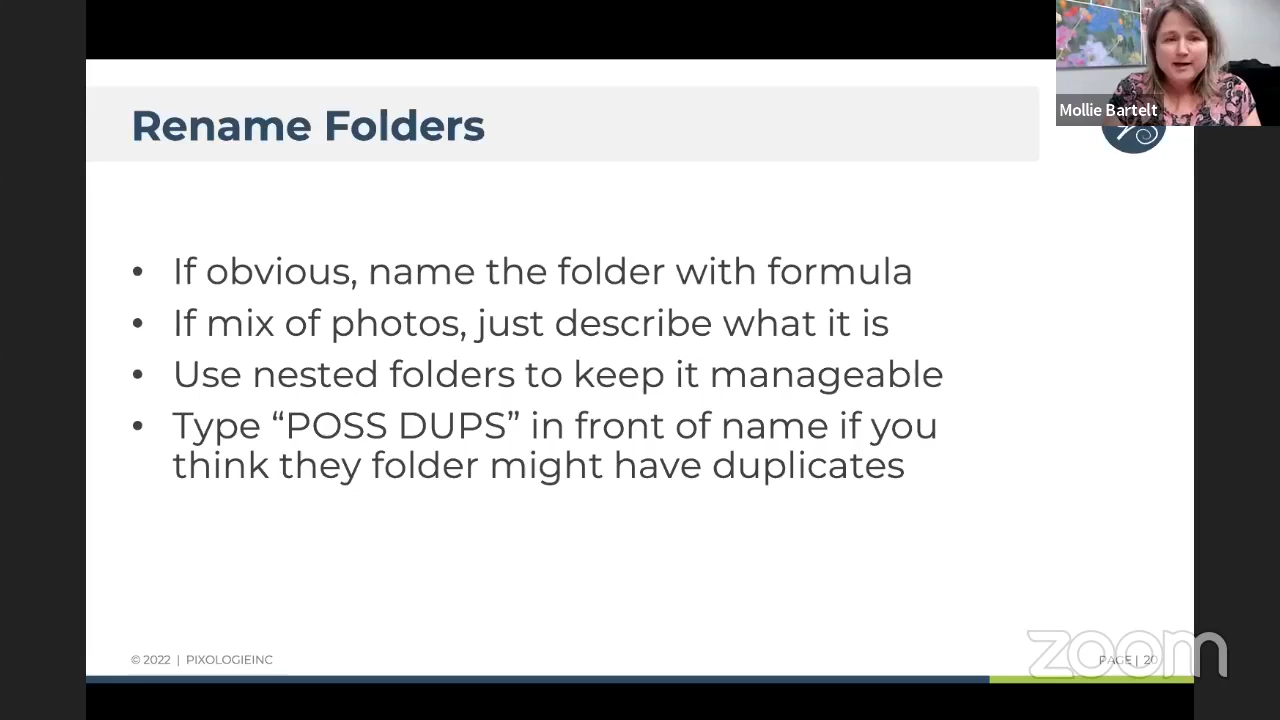 Mollie Bartelt
Rename Folders
• If obvious, name the folder with formula
• If mix of photos, just describe what it is
• Use nested folders to keep it manageable
• Type “POSS DUPS” in front of name if you
think they folder might have duplicates
© 2022 | PIXOLOGIEINC
PAGE | 20
zoom